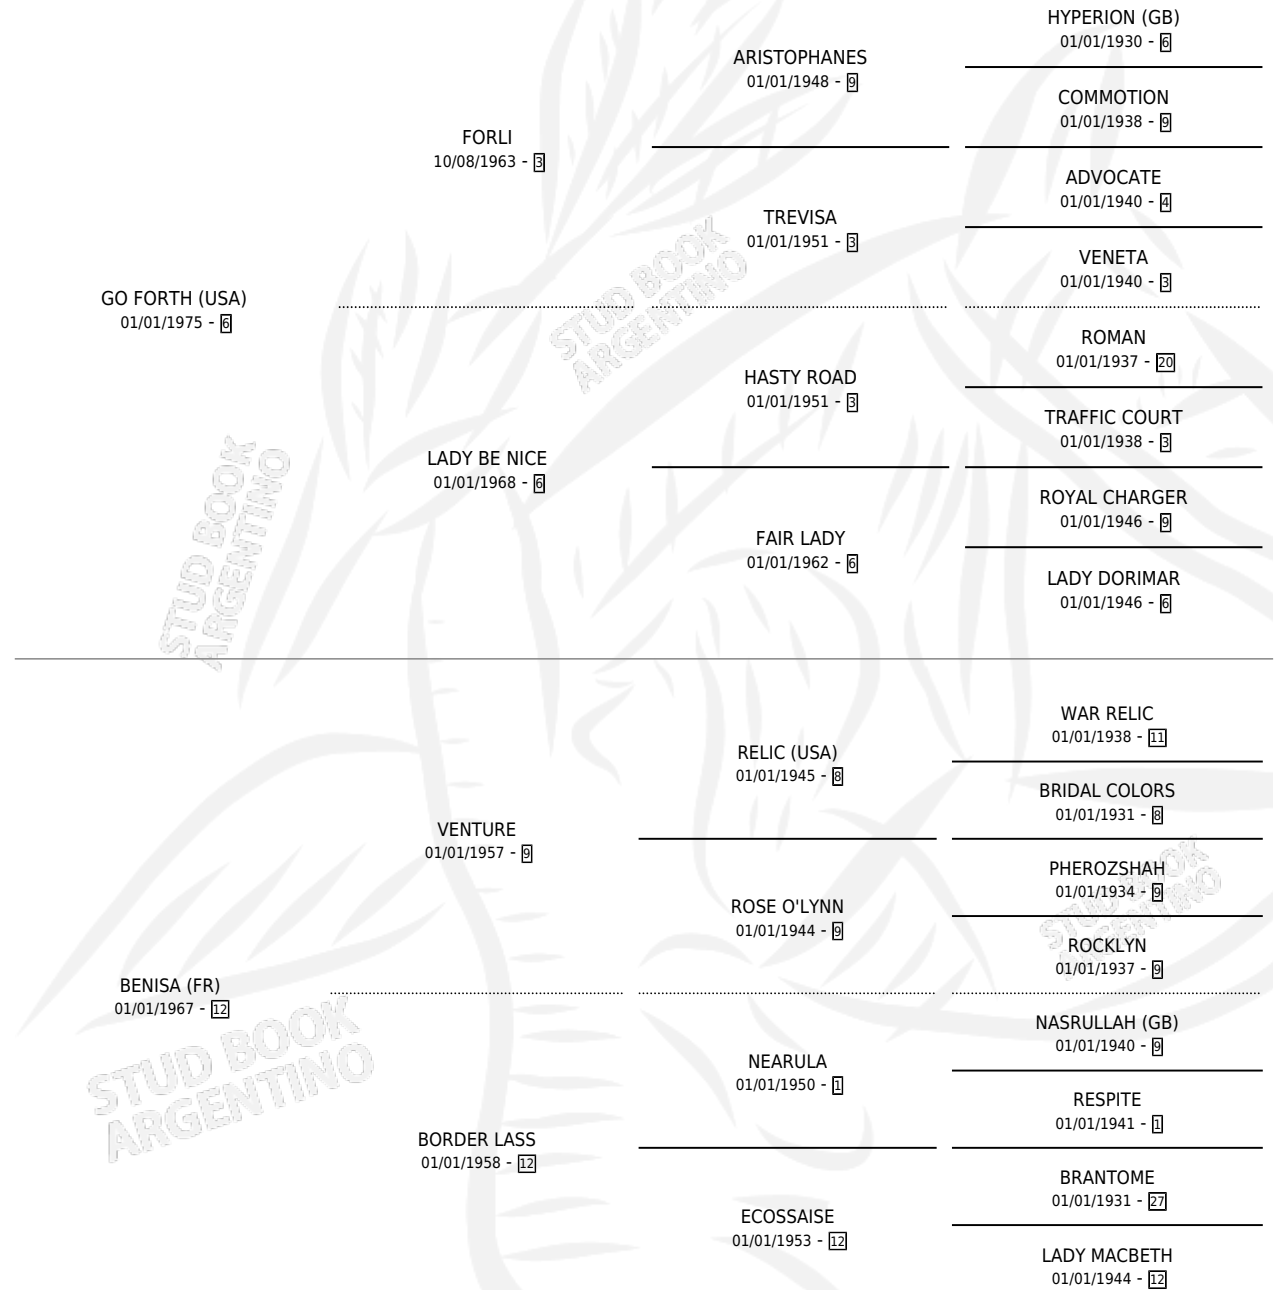 HYPERION (GB)
01/01/1930 - 6
ARISTOPHANES
01/01/1948 - 9
COMMOTION
01/01/1938 - 9
FORLI
10/08/1963 - 3
ADVOCATE
01/01/1940 - 4
TREVISA
01/01/1951 - 3
VENETA
01/01/1940 - 3
GO FORTH (USA)
01/01/1975 - 6
ROMAN
01/01/1937 - 20
HASTY ROAD
01/01/1951 - 3
TRAFFIC COURT
01/01/1938 - 3
LADY BE NICE
01/01/1968 - 6
ROYAL CHARGER
01/01/1946 - 9
FAIR LADY
01/01/1962 - 6
LADY DORIMAR
01/01/1946 - 6
STUD BOOK
ARGENTINO
STUD BOOK
ARGENTINO
WAR RELIC
01/01/1938 - 11
RELIC (USA)
01/01/1945 - 8
BRIDAL COLORS
01/01/1931 - 8
VENTURE
01/01/1957 - 9
PHEROZSHAH
01/01/1934 - 9
ROSE O'LYNN
01/01/1944 - 9
ROCKLYN
01/01/1937 - 9
BENISA (FR)
01/01/1967 - 12
NASRULLAH (GB)
01/01/1940 - 9
NEARULA
01/01/1950 - 1
RESPITE
01/01/1941 - 1
BORDER LASS
01/01/1958 - 12
BRANTOME
01/01/1931 - 27
ECOSSAISE
01/01/1953 - 12
LADY MACBETH
01/01/1944 - 12
STUD BOOK
ARGENTINO
STUD BOOK
ARGENTINO